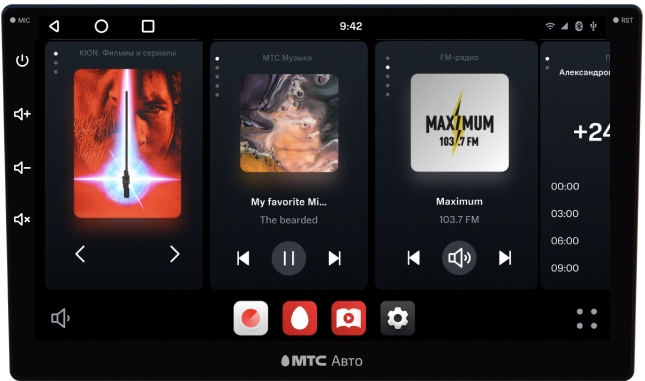 MIC
9:42
RST
KION. Фильмы и сериалы
МТС Музыка
FM-радио
My favorite Mi...
The bearded
MAXIMUM
103.7 FM
Maximum
103.7 FM
+24
00:00
03:00
06:00
09:00
МТС Авто